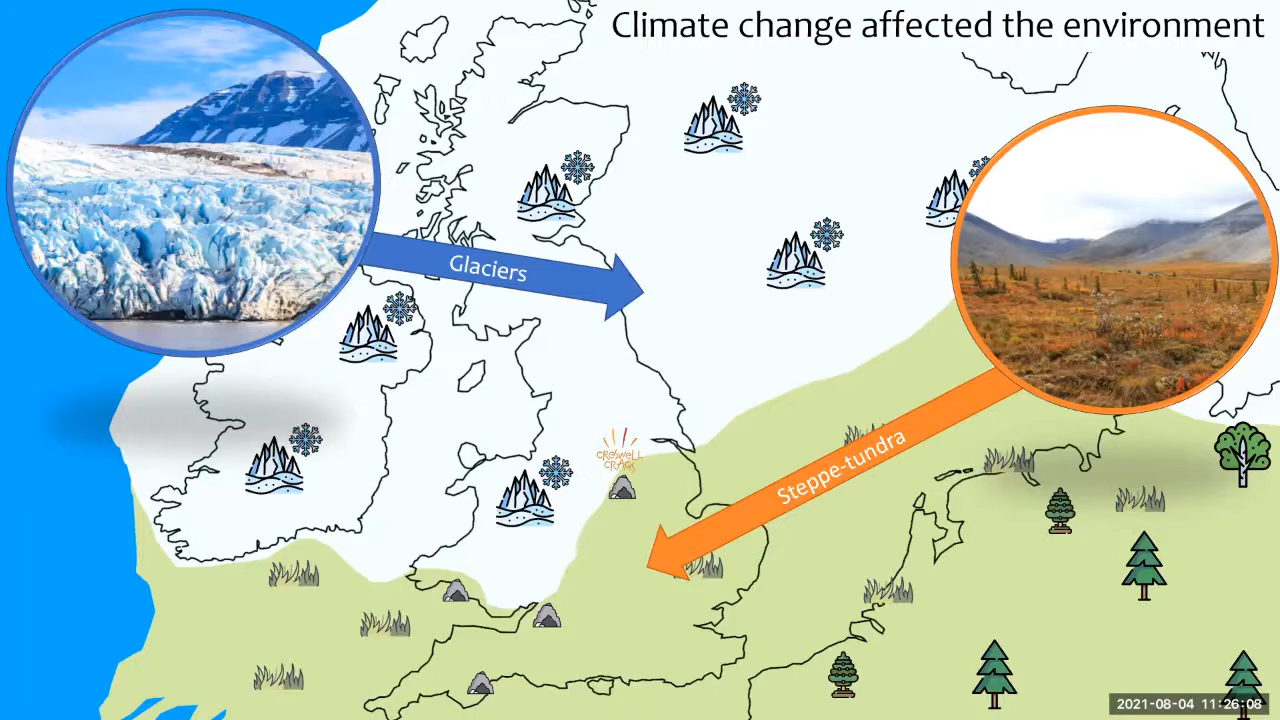 Climate change affected the environment
Glaciers
CRESWELL
CRAGS
Steppe-tundra
2021-08-04 11:26:08